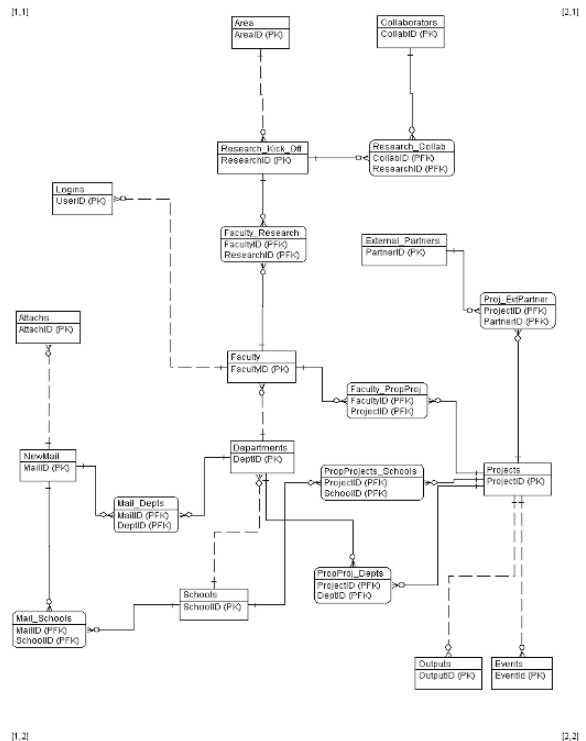 [1,1]
[2,1]
Area
AreaID (PK)
Collaborators
CollabID (PK)
Research_Kick_Off
ResearchID (PK)
Research_Collab
CollabID (PFK)
ResearchID (PFK)
Logins
UserID (PK)
Faculty_Research
FacultyID (PFK)
ResearchID (PFK)
External_Partners
PartnerID (PK)
Proj_ExtPartner
ProjectID (PFK)
PartnerID (PFK)
Attachs
AttachID (PK)
Faculty
FacultyID (PK)
Faculty_PropProj
FacultyID (PFK)
ProjectID (PFK)
NewMail
MailID (PK)
Departments
DeptID (PK)
PropProjects_Schools
ProjectID (PFK)
SchoolID (PFK)
Projects
ProjectID (PK)
Mail_Depts
MailID (PFK)
DeptID (PFK)
PropProj_Depts
ProjectID (PFK)
DeptID (PFK)
Schools
SchoolID (PK)
Mail_Schools
MailID (PFK)
SchoolID (PFK)
Outputs
OutputID (PK)
Events
EventId (PK)
[1,2]
[2,2]